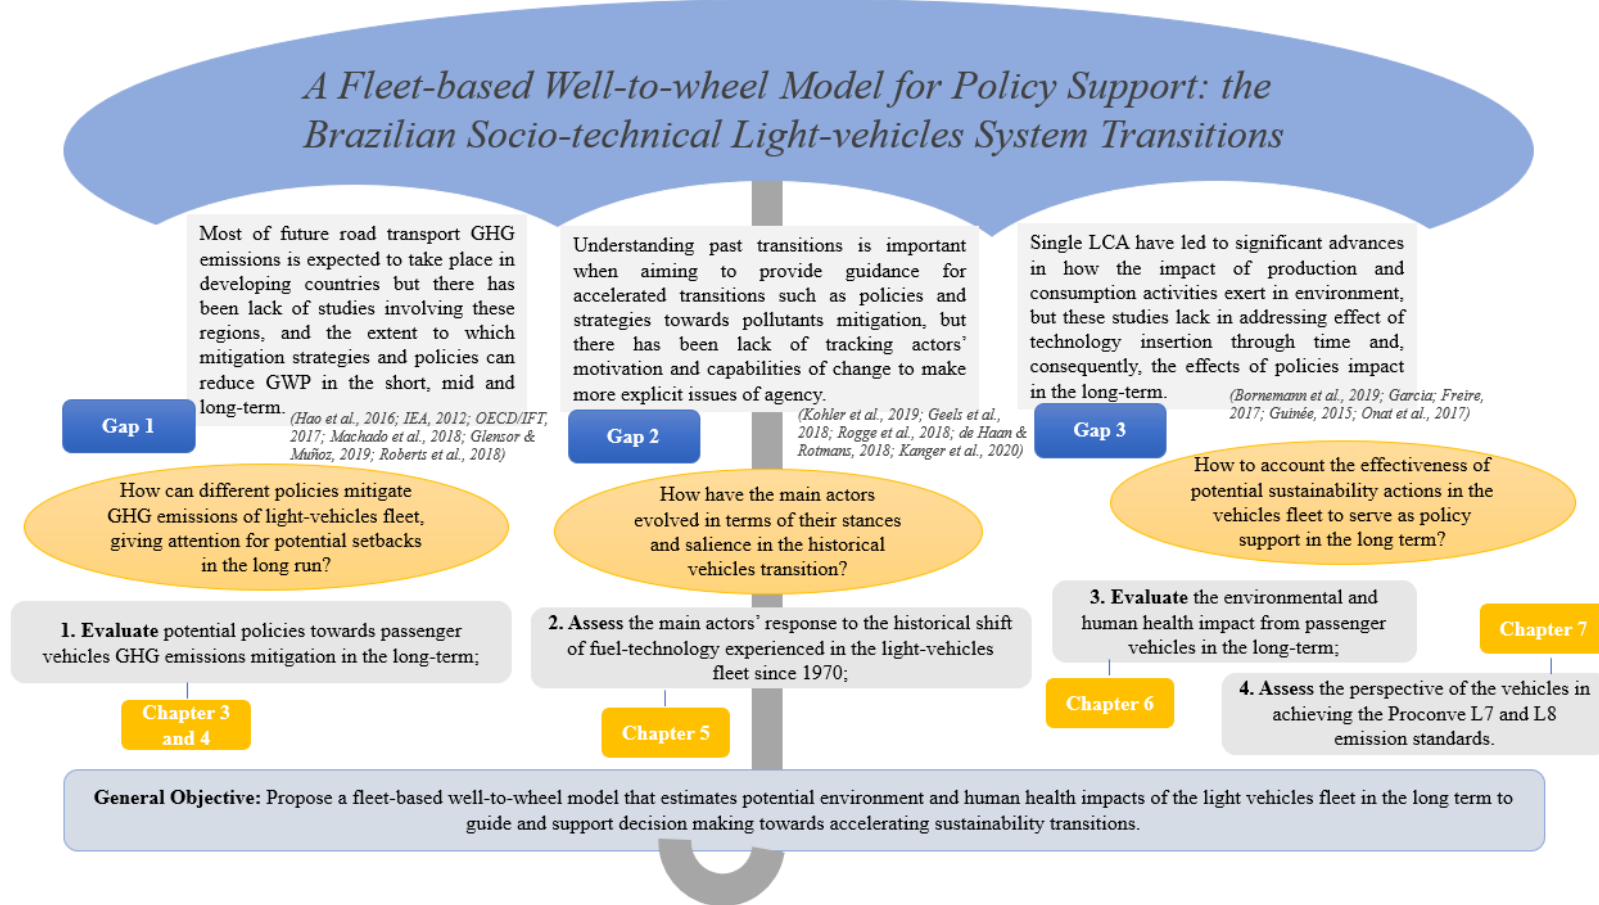 A Fleet-based Well-to-wheel Model for Policy Support: the
Brazilian Socio-technical Light-vehicles System Transitions
Most of future road transport GHG
emissions is expected to take place in
developing countries but there has
been lack of studies involving these
regions, and the extent to which
mitigation strategies and policies can
reduce GWP in the short, mid and
long-term.
Gap 1
(Hao et al., 2016; IEA, 2012; OECD/IFT,
2017; Machado et al., 2018; Glensor &
Muñoz, 2019; Roberts et al., 2018)
How can different policies mitigate
GHG emissions of light-vehicles fleet,
giving attention for potential setbacks
in the long run?
1. Evaluate potential policies towards passenger
vehicles GHG emissions mitigation in the long-term;
Chapter 3
and 4
Understanding past transitions is important
when aiming to provide guidance for
accelerated transitions such as policies and
strategies towards pollutants mitigation, but
there has been lack of tracking actors’
motivation and capabilities of change to make
more explicit issues of agency.
Gap 2
(Kohler et al., 2019; Geels et al.,
2018; Rogge et al., 2018; de Haan &
Rotmans, 2018; Kanger et al., 2020)
How have the main actors
evolved in terms of their stances
and salience in the historical
vehicles transition?
2. Assess the main actors’ response to the historical shift
of fuel-technology experienced in the light-vehicles
fleet since 1970;
Chapter 5
Single LCA have led to significant advances
in how the impact of production and
consumption activities exert in environment,
but these studies lack in addressing effect of
technology insertion through time and,
consequently, the effects of policies impact
in the long-term.
Gap 3
(Bornemann et al., 2019; Garcia; Freire,
2017; Guinée, 2015; Onat et al., 2017)
How to account the effectiveness of
potential sustainability actions in the
vehicles fleet to serve as policy
support in the long term?
3. Evaluate the environmental and
human health impact from passenger
vehicles in the long-term;
Chapter 6
Chapter 7
4. Assess the perspective of the vehicles in
achieving the Proconve L7 and L8
emission standards.
General Objective: Propose a fleet-based well-to-wheel model that estimates potential environment and human health impacts of the light vehicles fleet in the long term to
guide and support decision making towards accelerating sustainability transitions.